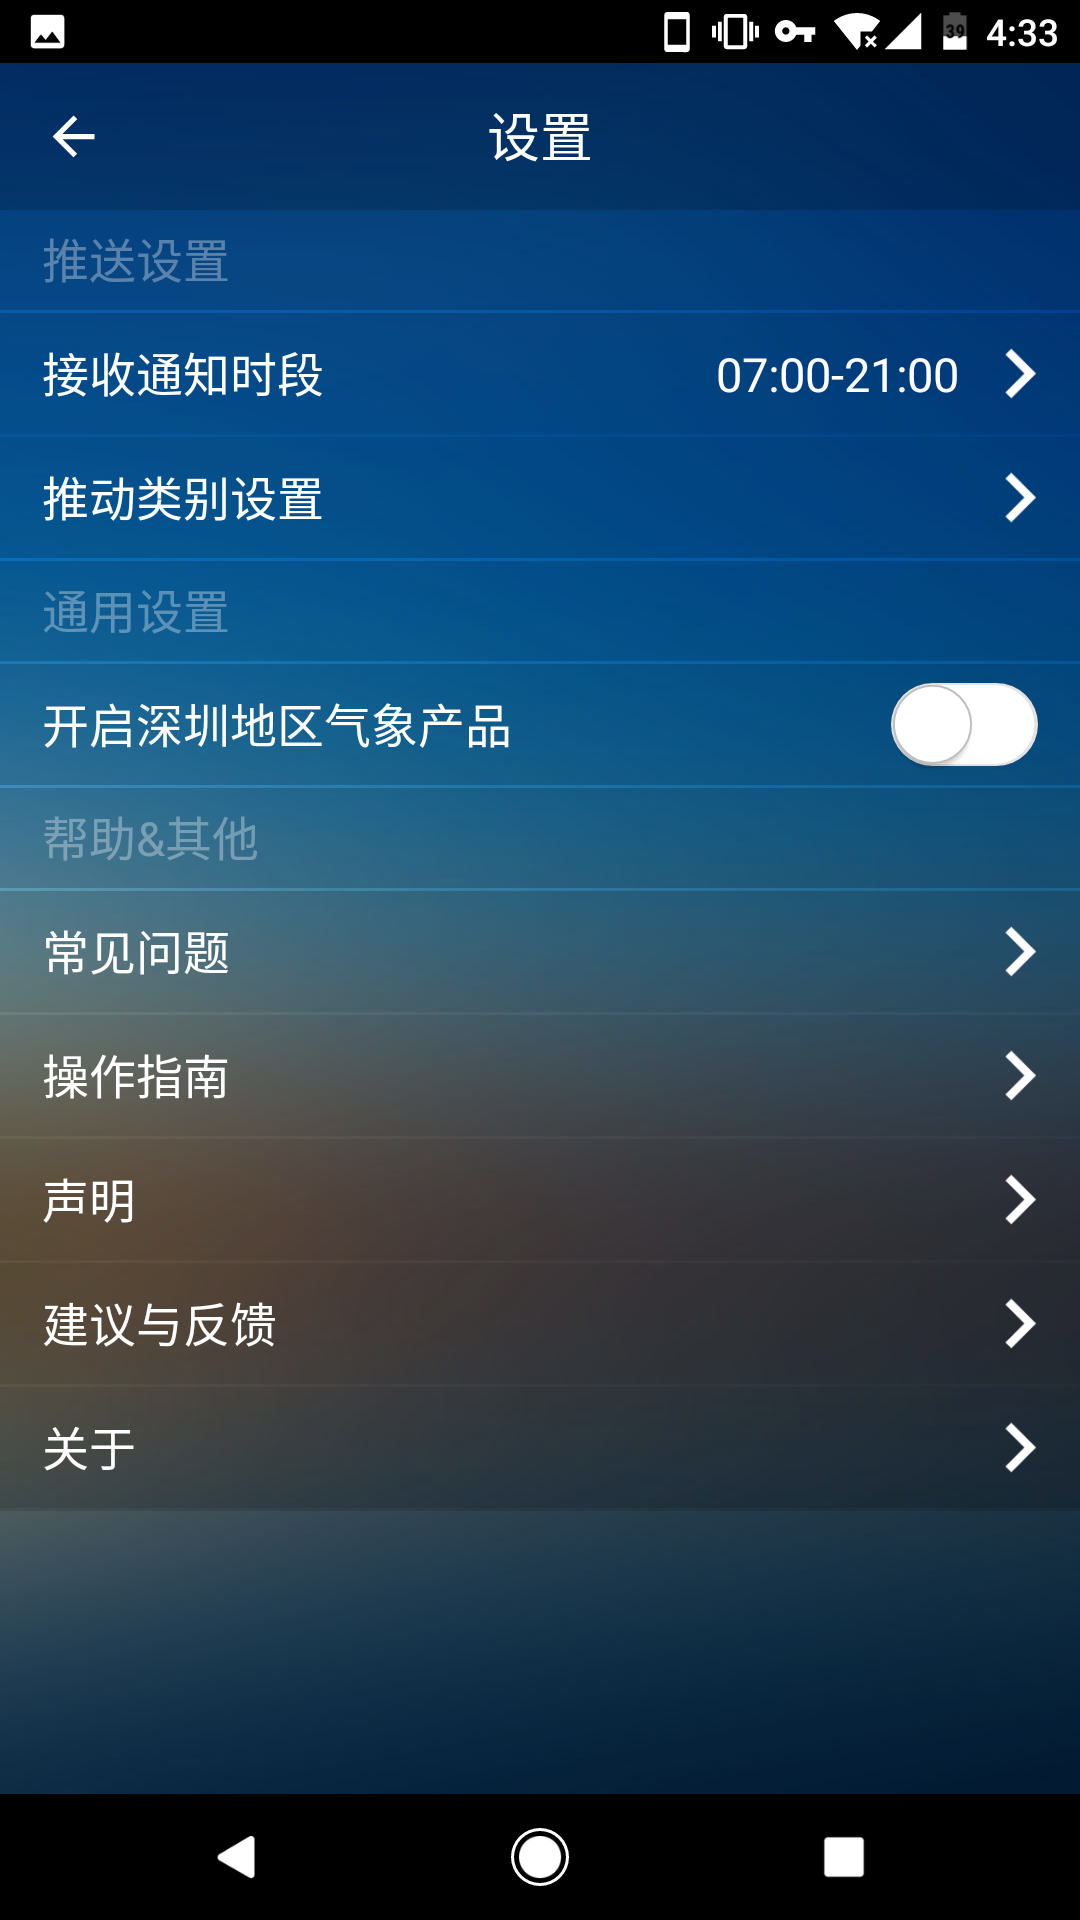 39 4:33
设置
推送设置
接收通知时段 07:00-21:00
推动类别设置
通用设置
开启深圳地区气象产品
帮助&其他
常见问题
操作指南
声明
建议与反馈
关于